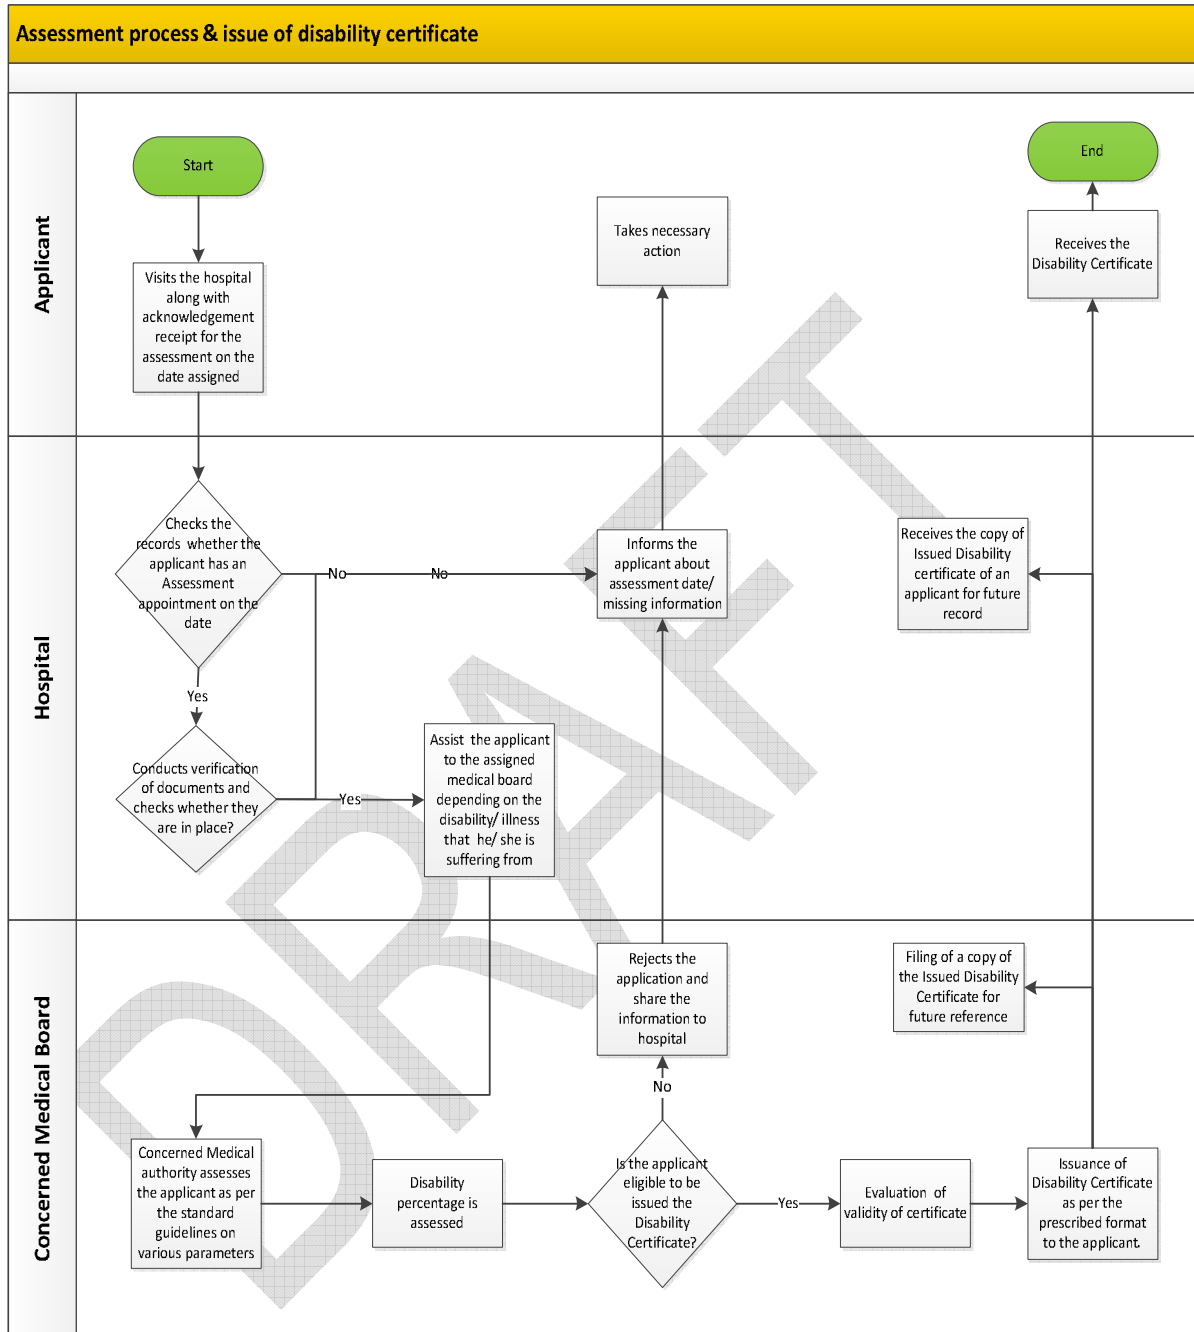 Assessment process & issue of disability certificate
Applicant
Start
Visits the hospital
along with
acknowledgement
receipt for the
assessment on the
date assigned
Takes necessary
action
End
Receives the
Disability Certificate
Hospital
Checks the
records whether the
applicant has an
Assessment
appointment on the
date
No
No
Informs the
applicant about
assessment date/
missing information
Receives the copy of
Issued Disability
certificate of an
applicant for future
record
Yes
Conducts verification
of documents and
checks whether they
are in place?
Yes
Assist the applicant
to the assigned
medical board
depending on the
disability/ illness
that he/ she is
suffering from
Concerned Medical Board
Rejects the
application and
share the
information to
hospital
Filing of a copy of
the Issued Disability
Certificate for
future reference
No
Concerned Medical
authority assesses
the applicant as per
the standard
guidelines on
various parameters
Disability
percentage is
assessed
Is the applicant
eligible to be
issued the
Disability
Certificate?
Yes
Evaluation of
validity of certificate
Issuance of
Disability Certificate
as per the
prescribed format
to the applicant.
DRAFT